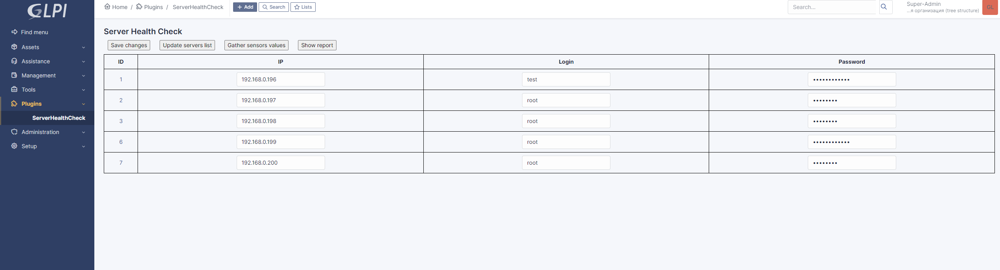 GLPI
Find menu
Assets
Assistance
Management
Tools
Plugins
ServerHealthCheck
Administration
Setup
Home / Plugins / ServerHealthCheck
Add Search Lists
Search...
Super-Admin
...я организация (tree structure)
GL
Server Health Check
Save changes Update servers list Gather sensors values Show report
ID IP Login Password
1 192.168.0.196 test ••••••••••••
2 192.168.0.197 root ••••••••
3 192.168.0.198 root ••••••••
6 192.168.0.199 root ••••••••••••
7 192.168.0.200 root ••••••••